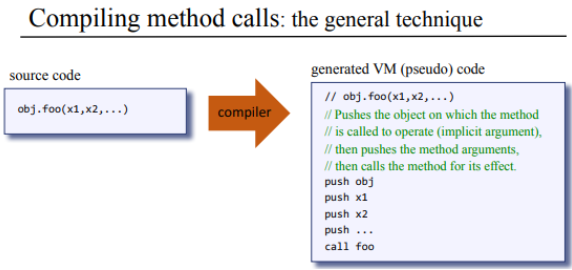 Compiling method calls: the general technique
source code
obj.foo(x1,x2,...)
compiler
generated VM (pseudo) code
// obj.foo(x1,x2,...)
// Pushes the object on which the method
// is called to operate (implicit argument),
// then pushes the method arguments,
// then calls the method for its effect.
push obj
push x1
push x2
push ...
call foo